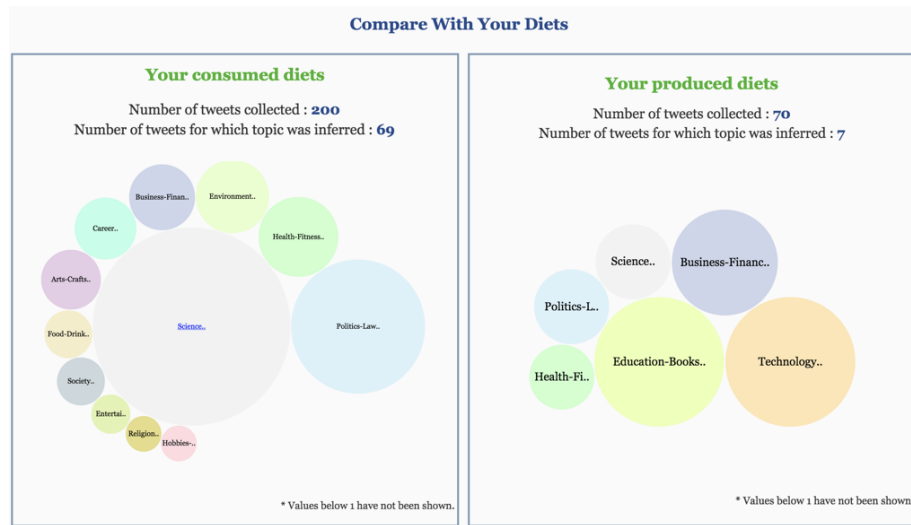 Compare With Your Diets
Your consumed diets
Number of tweets collected : 200
Number of tweets for which topic was inferred : 69
Business-Finan..
Environment..
Career..
Health-Fitness..
Arts-Crafts..
Science..
Politics-Law..
Food-Drink..
Society..
Entertai..
Religion..
Hobbies-..
* Values below 1 have not been shown.
Your produced diets
Number of tweets collected : 70
Number of tweets for which topic was inferred : 7
Science..
Business-Financ..
Politics-L..
Education-Books..
Technology..
Health-Fi..
* Values below 1 have not been shown.